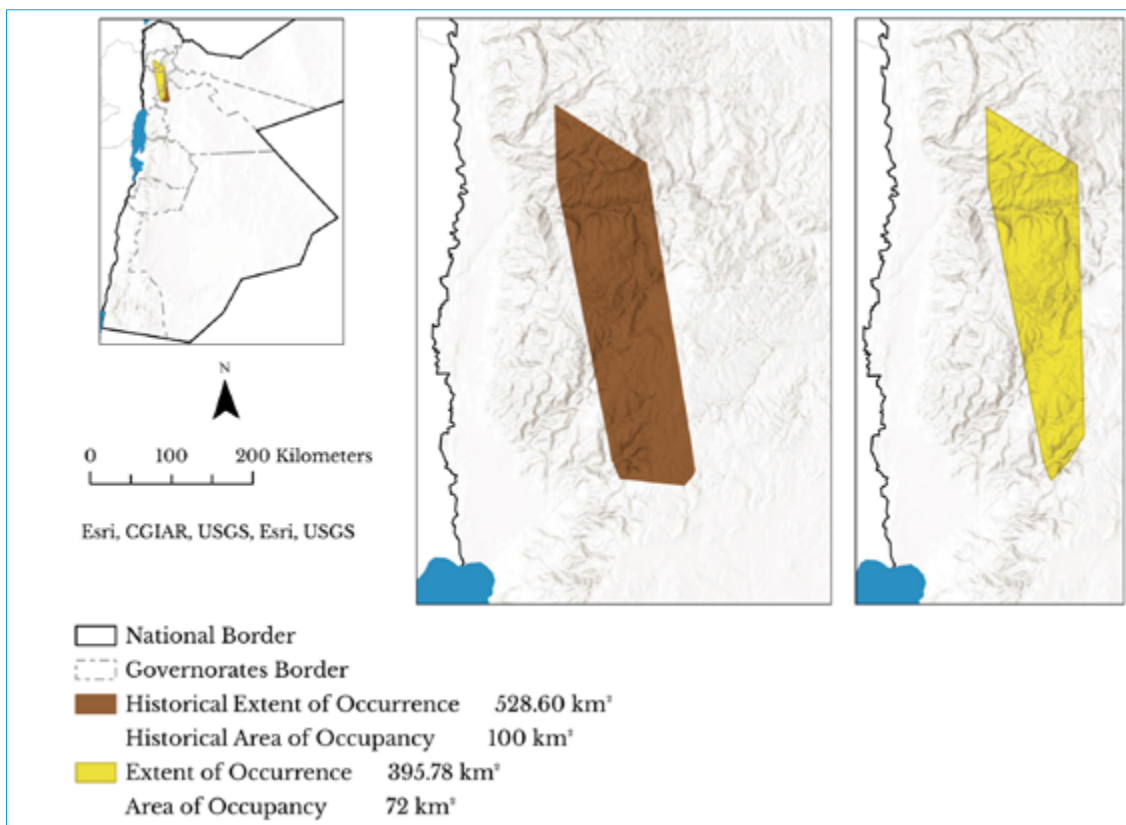 N
0 100 200 Kilometers
Esri, CGIAR, USGS, Esri, USGS
National Border
Governorates Border
Historical Extent of Occurrence 528.60 km²
Historical Area of Occupancy 100 km²
Extent of Occurrence 395.78 km²
Area of Occupancy 72 km²